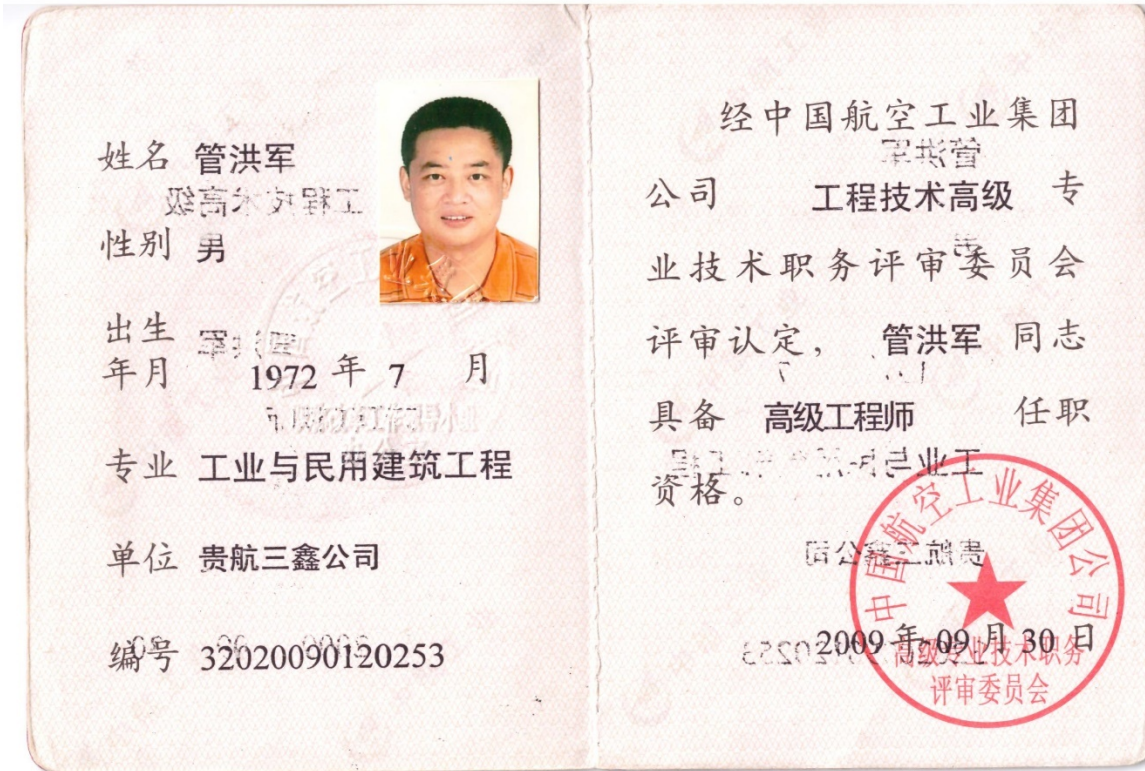 姓名 管洪军
性别 男
出生
年月 1972 年 7 月
专业 工业与民用建筑工程
单位 贵航三鑫公司
编号 32020090120253
经中国航空工业集团
公司 工程技术高级 专
业技术职务评审委员会
评审认定， 管洪军 同志
具备 高级工程师 任职
资格。
中国航空工业集团公司
2009 年 09 月 30 日
高级专业技术职务
评审委员会